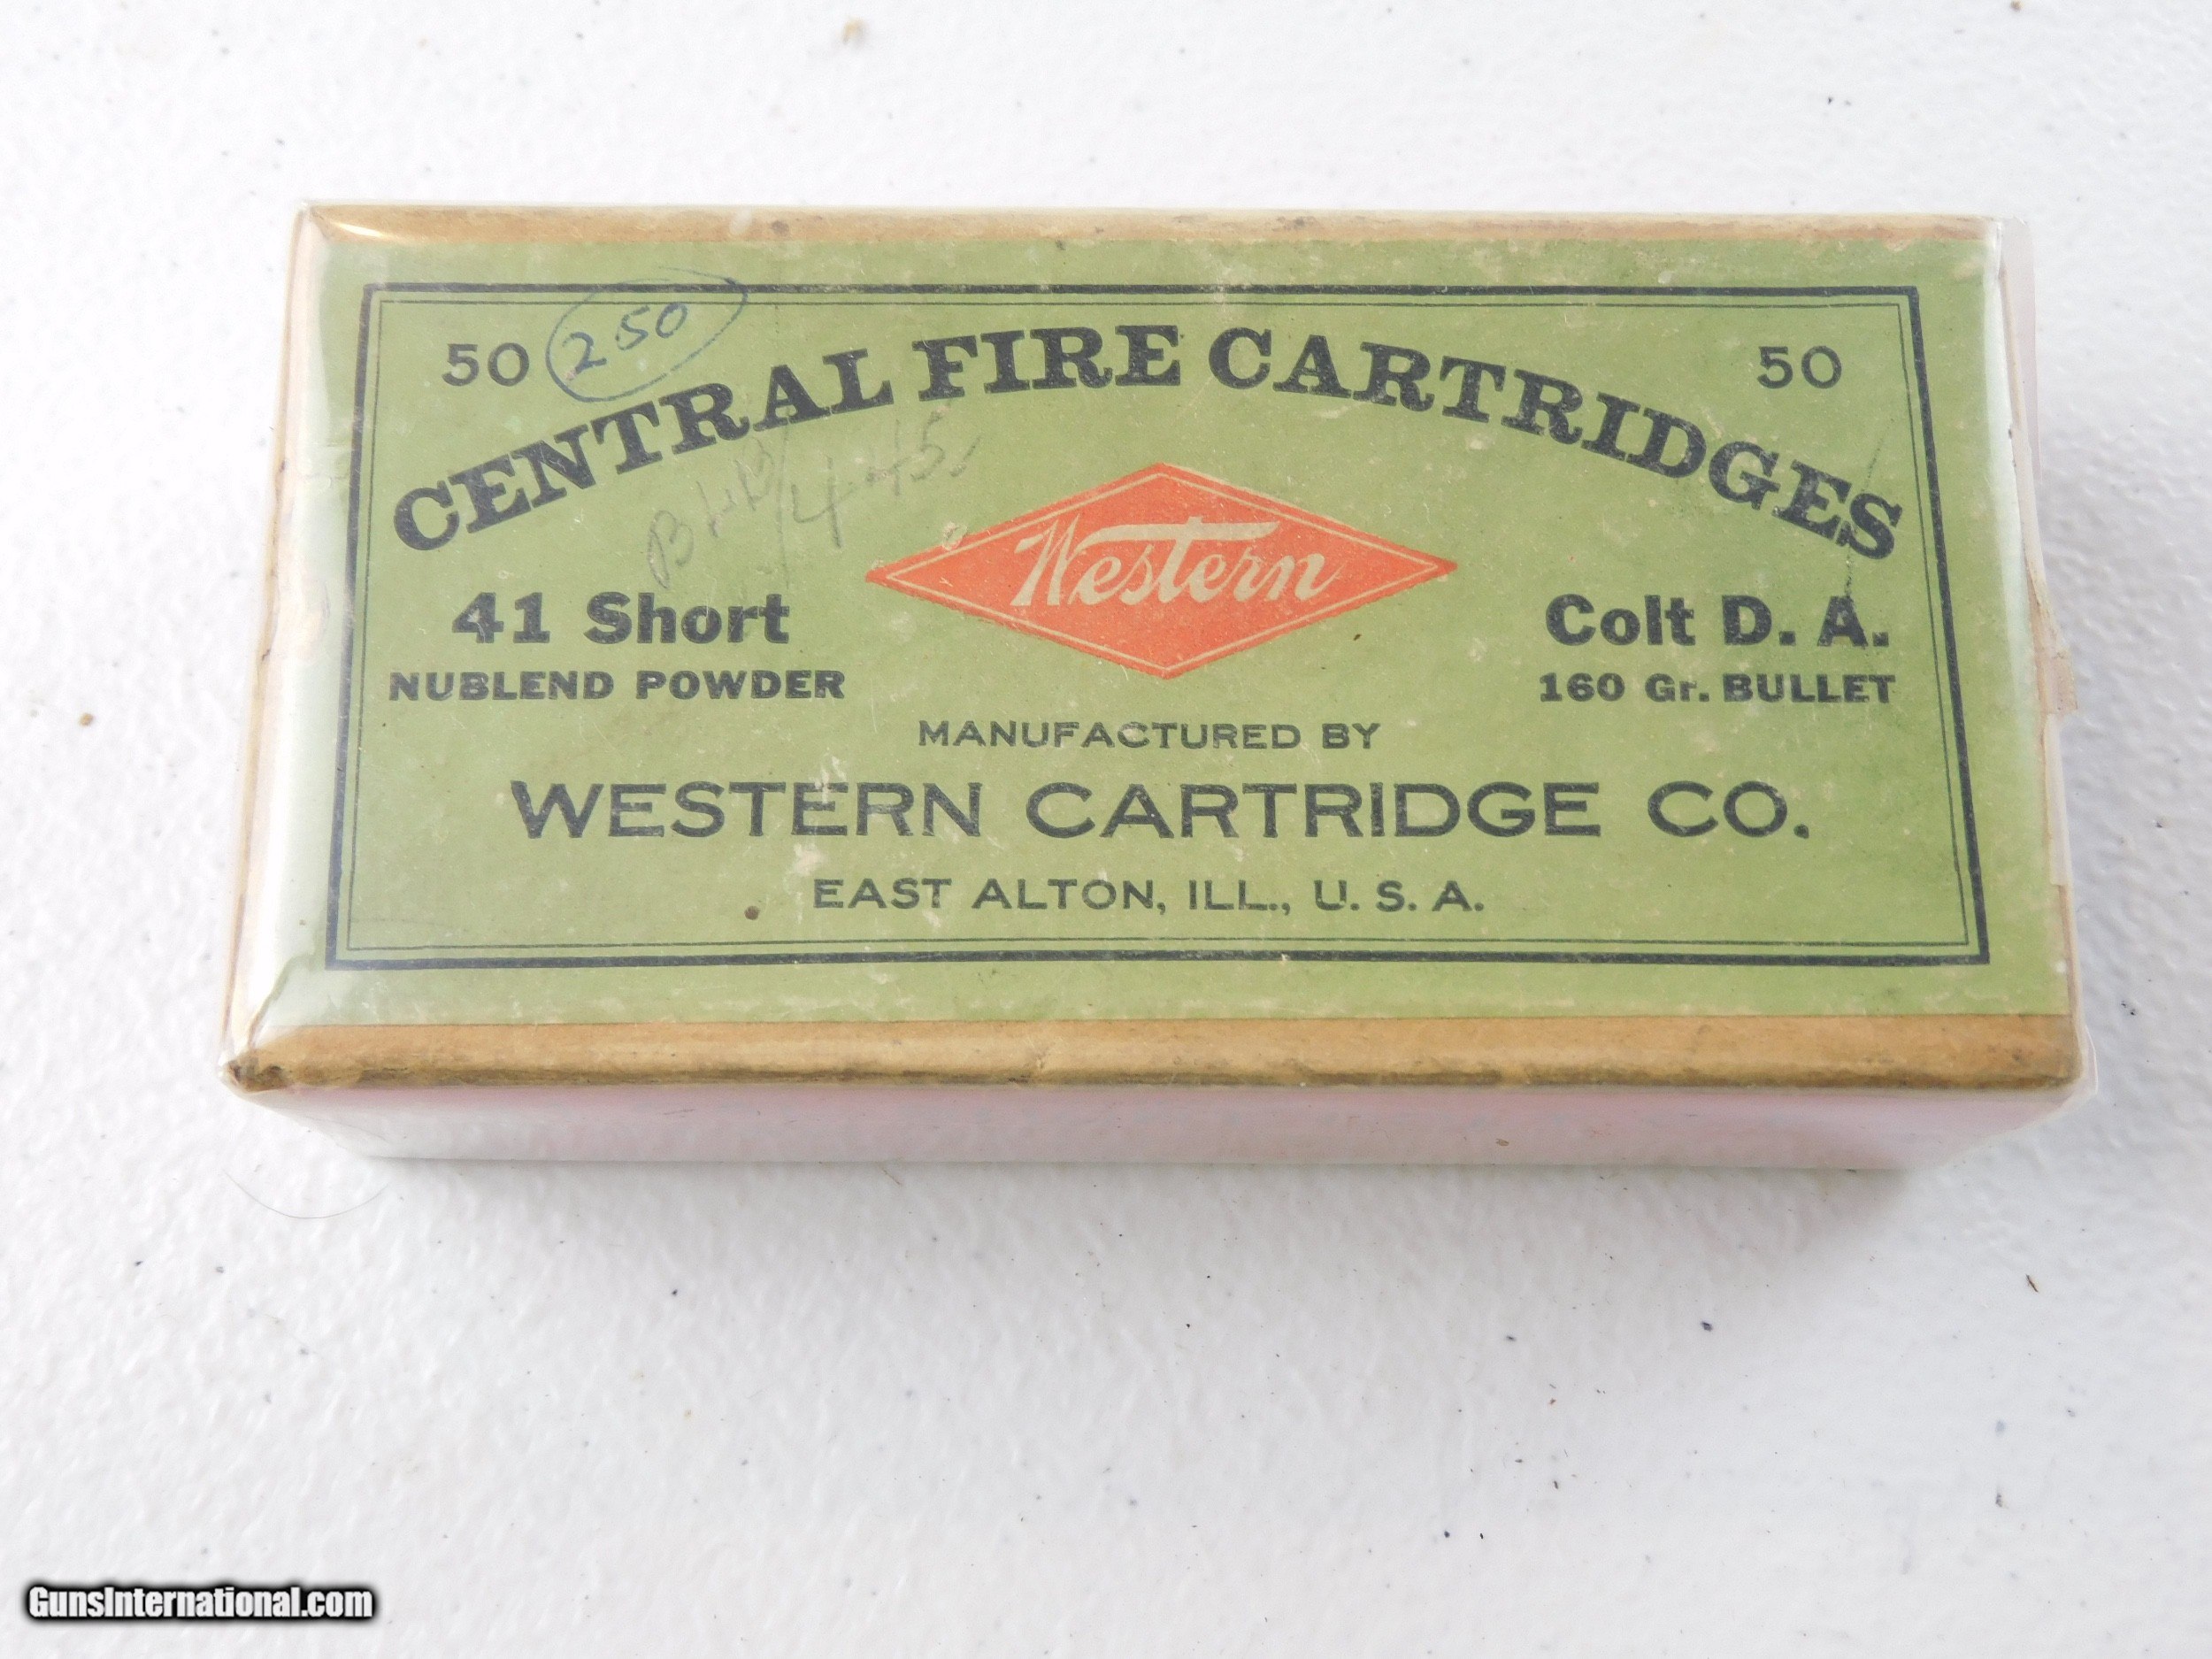 50 250 50
CENTRAL FIRE CARTRIDGES
445
Western
41 Short Colt D. A.
NUBLEND POWDER 160 Gr. BULLET
MANUFACTURED BY
WESTERN CARTRIDGE CO.
EAST ALTON, ILL., U. S. A.
GunsInternational.com